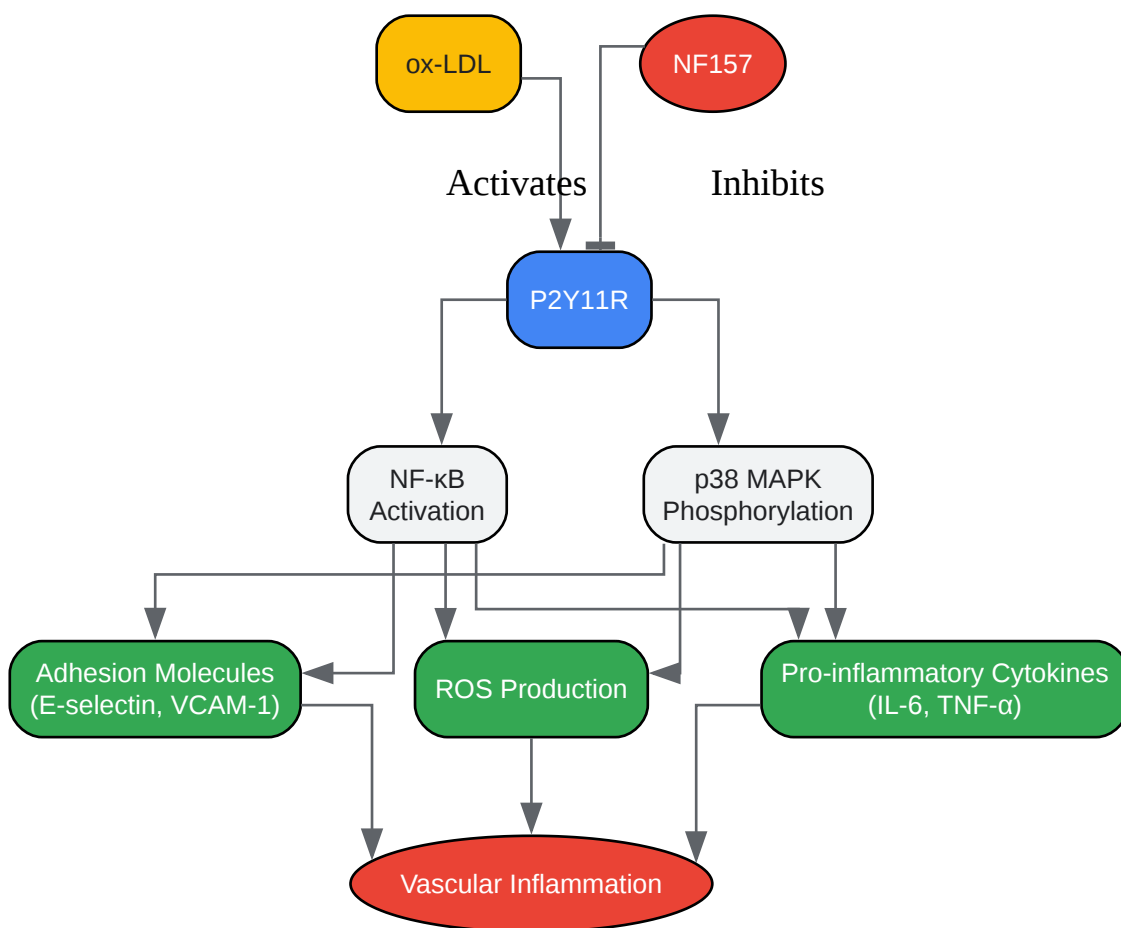 ox-LDL
NF157
Activates
Inhibits
P2Y11R
NF-κB
Activation
p38 MAPK
Phosphorylation
Adhesion Molecules
(E-selectin, VCAM-1)
ROS Production
Pro-inflammatory Cytokines
(IL-6, TNF-α)
Vascular Inflammation